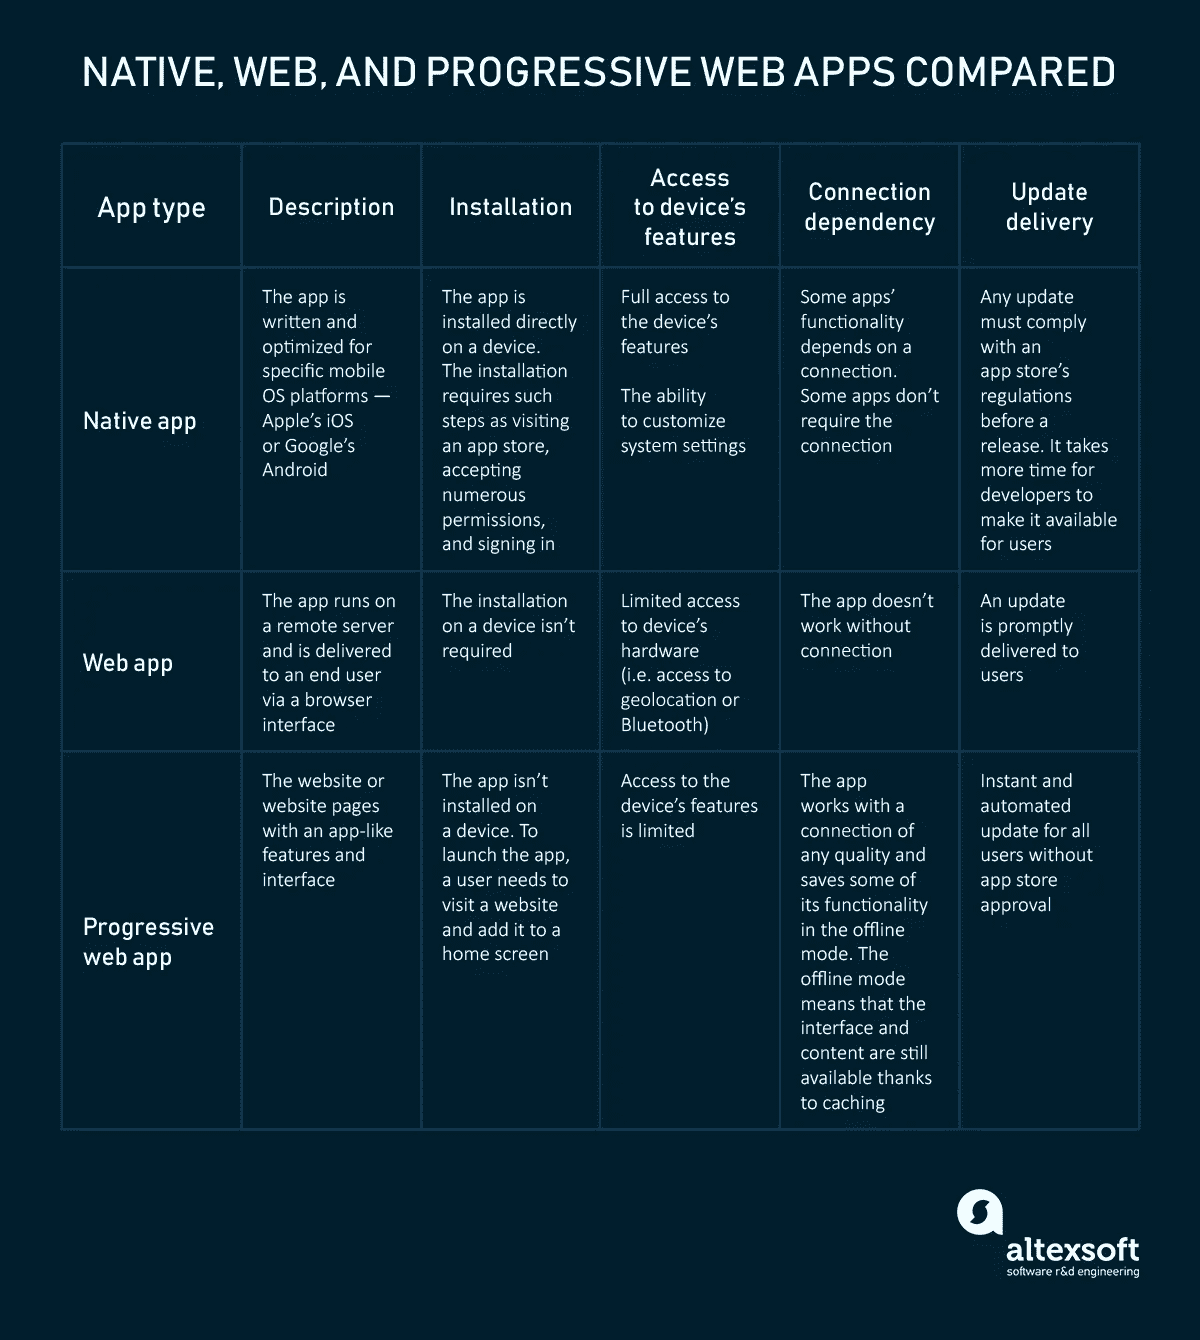 NATIVE, WEB, AND PROGRESSIVE WEB APPS COMPARED
App type
Description
Installation
Access
to device’s
features
Connection
dependency
Update
delivery
Native app
The app is
written and
optimized for
specific mobile
OS platforms —
Apple’s iOS
or Google’s
Android
The app is
installed directly
on a device.
The installation
requires such
steps as visiting
an app store,
accepting
numerous
permissions,
and signing in
Full access to
the device’s
features
The ability
to customize
system settings
Some apps’
functionality
depends on a
connection.
Some apps don’t
require the
connection
Any update
must comply
with an
app store’s
regulations
before a
release. It takes
more time for
developers to
make it available
for users
Web app
The app runs on
a remote server
and is delivered
to an end user
via a browser
interface
The installation
on a device isn’t
required
Limited access
to device’s
hardware
(i.e. access to
geolocation or
Bluetooth)
The app doesn’t
work without
connection
An update
is promptly
delivered to
users
Progressive
web app
The website or
website pages
with an app-like
features and
interface
The app isn’t
installed on
a device. To
launch the app,
a user needs to
visit a website
and add it to a
home screen
Access to the
device’s features
is limited
The app
works with a
connection of
any quality and
saves some of
its functionality
in the offline
mode. The
offline mode
means that the
interface and
content are still
available thanks
to caching
Instant and
automated
update for all
users without
app store
approval
altexsoft
software r&d engineering